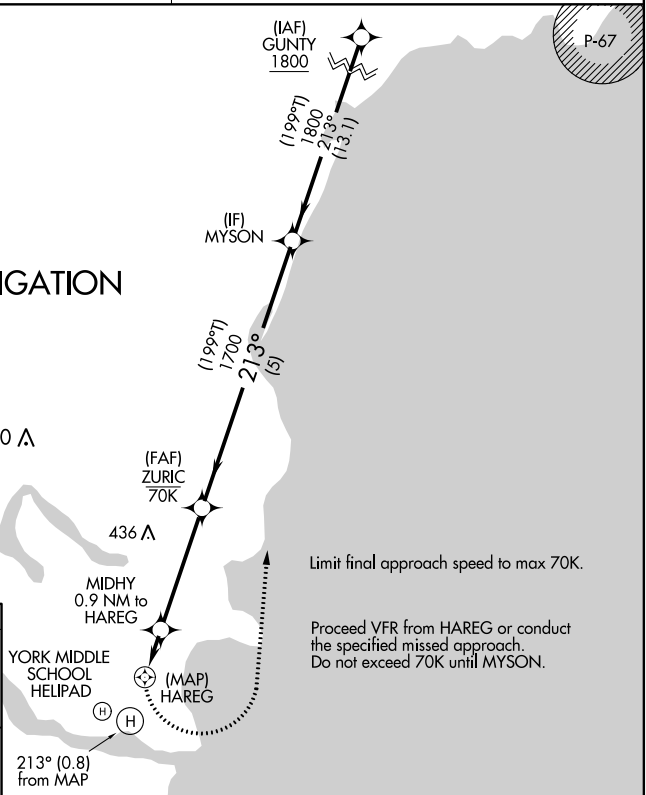 (IAF)
GUNTY
1800
P-67
(199°T)
1800
213°
(13.1)
(IF)
MYSON
IGATION
(199°T)
1700
213°
(5)
0
(FAF)
ZURIC
70K
436
MIDHY
0.9 NM to
HAREG
Limit final approach speed to max 70K.
Proceed VFR from HAREG or conduct
the specified missed approach.
Do not exceed 70K until MYSON.
YORK MIDDLE
SCHOOL
HELIPAD
(MAP)
HAREG
H
H
213° (0.8)
from MAP